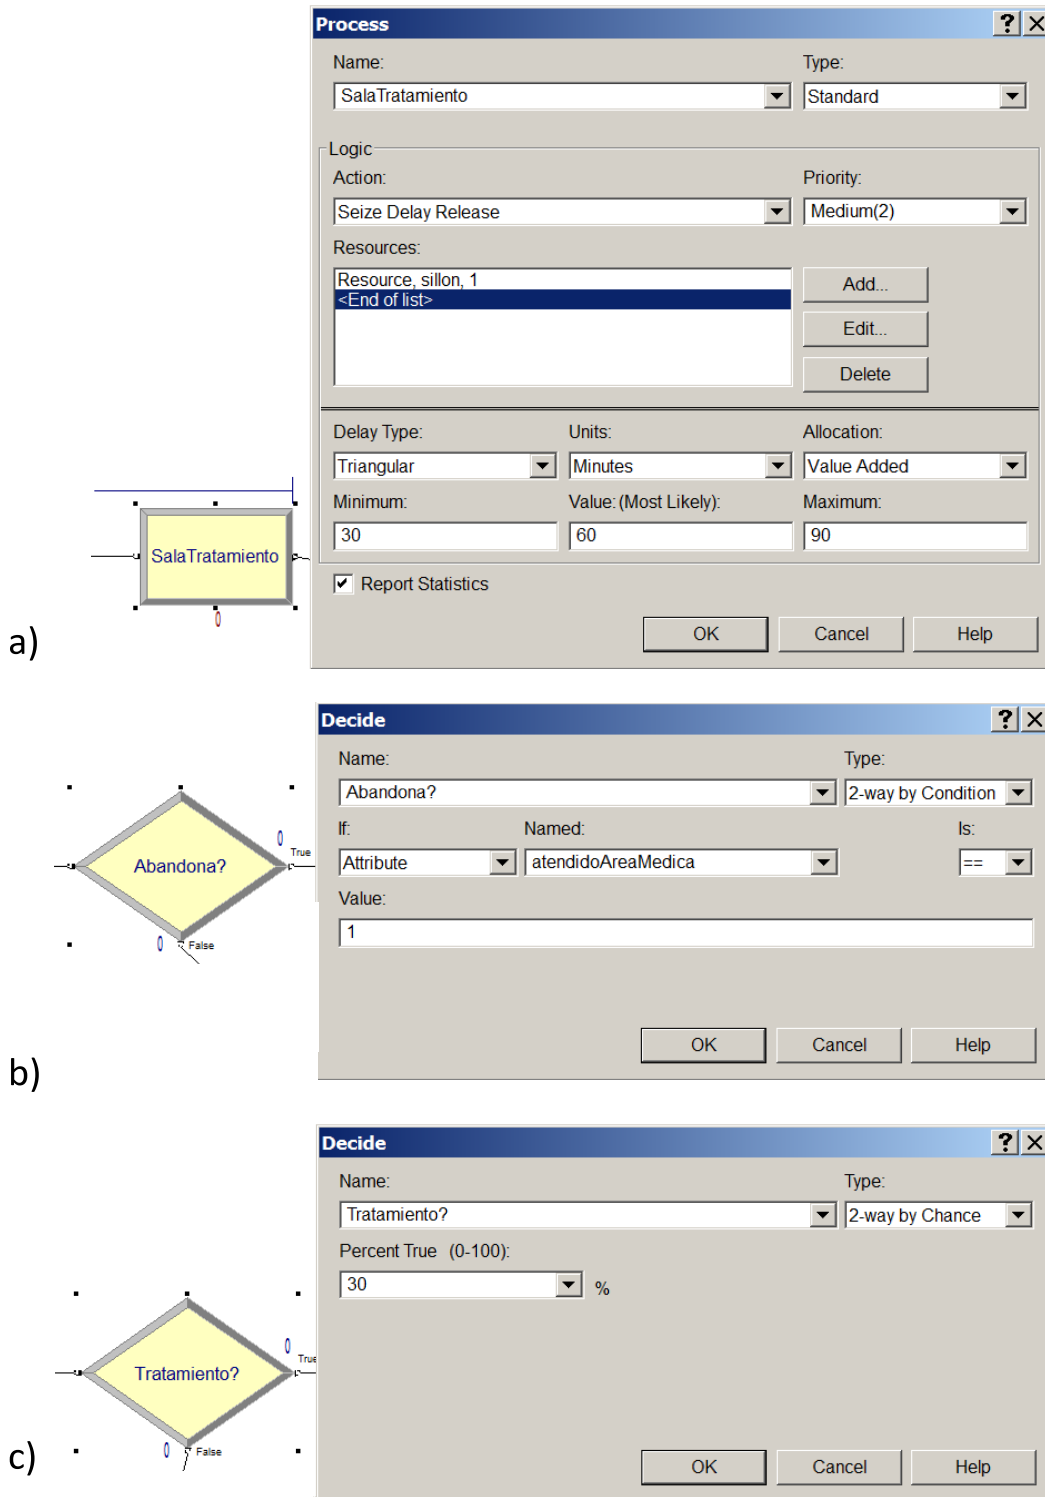 Process
Name: Type:
SalaTratamiento Standard
Logic
Action: Priority:
Seize Delay Release Medium(2)
Resources:
Resource, sillon, 1
<End of list>
Add...
Edit...
Delete
Delay Type: Units: Allocation:
Triangular Minutes Value Added
Minimum: Value: (Most Likely): Maximum:
30 60 90
Report Statistics
OK Cancel Help
SalaTratamiento
0
a)
Decide
Name: Type:
Abandona? 2-way by Condition
If: Named: Is:
Attribute atendidoAreaMedica ==
Value:
1
OK Cancel Help
Abandona?
0
True
0
False
b)
Decide
Name: Type:
Tratamiento? 2-way by Chance
Percent True (0-100):
30 %
OK Cancel Help
Tratamiento?
0
True
0
False
c)